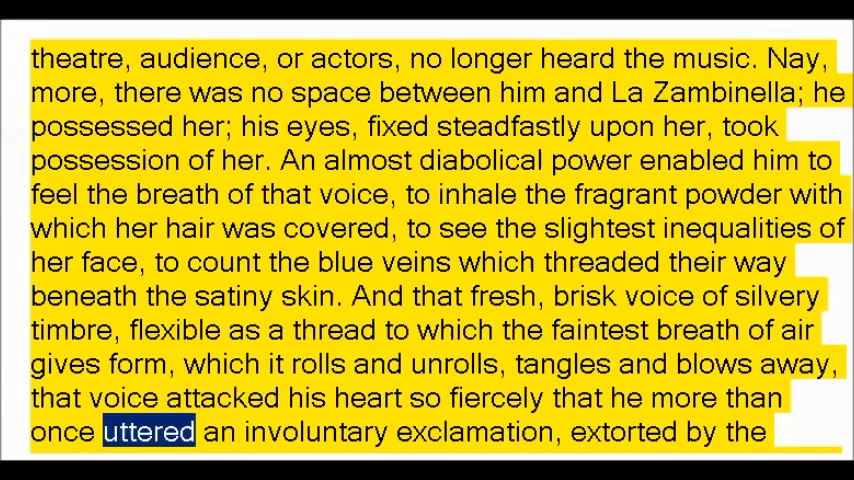 theatre, audience, or actors, no longer heard the music. Nay,
more, there was no space between him and La Zambinella; he
possessed her; his eyes, fixed steadfastly upon her, took
possession of her. An almost diabolical power enabled him to
feel the breath of that voice, to inhale the fragrant powder with
which her hair was covered, to see the slightest inequalities of
her face, to count the blue veins which threaded their way
beneath the satiny skin. And that fresh, brisk voice of silvery
timbre, flexible as a thread to which the faintest breath of air
gives form, which it rolls and unrolls, tangles and blows away,
that voice attacked his heart so fiercely that he more than
once uttered an involuntary exclamation, extorted by the